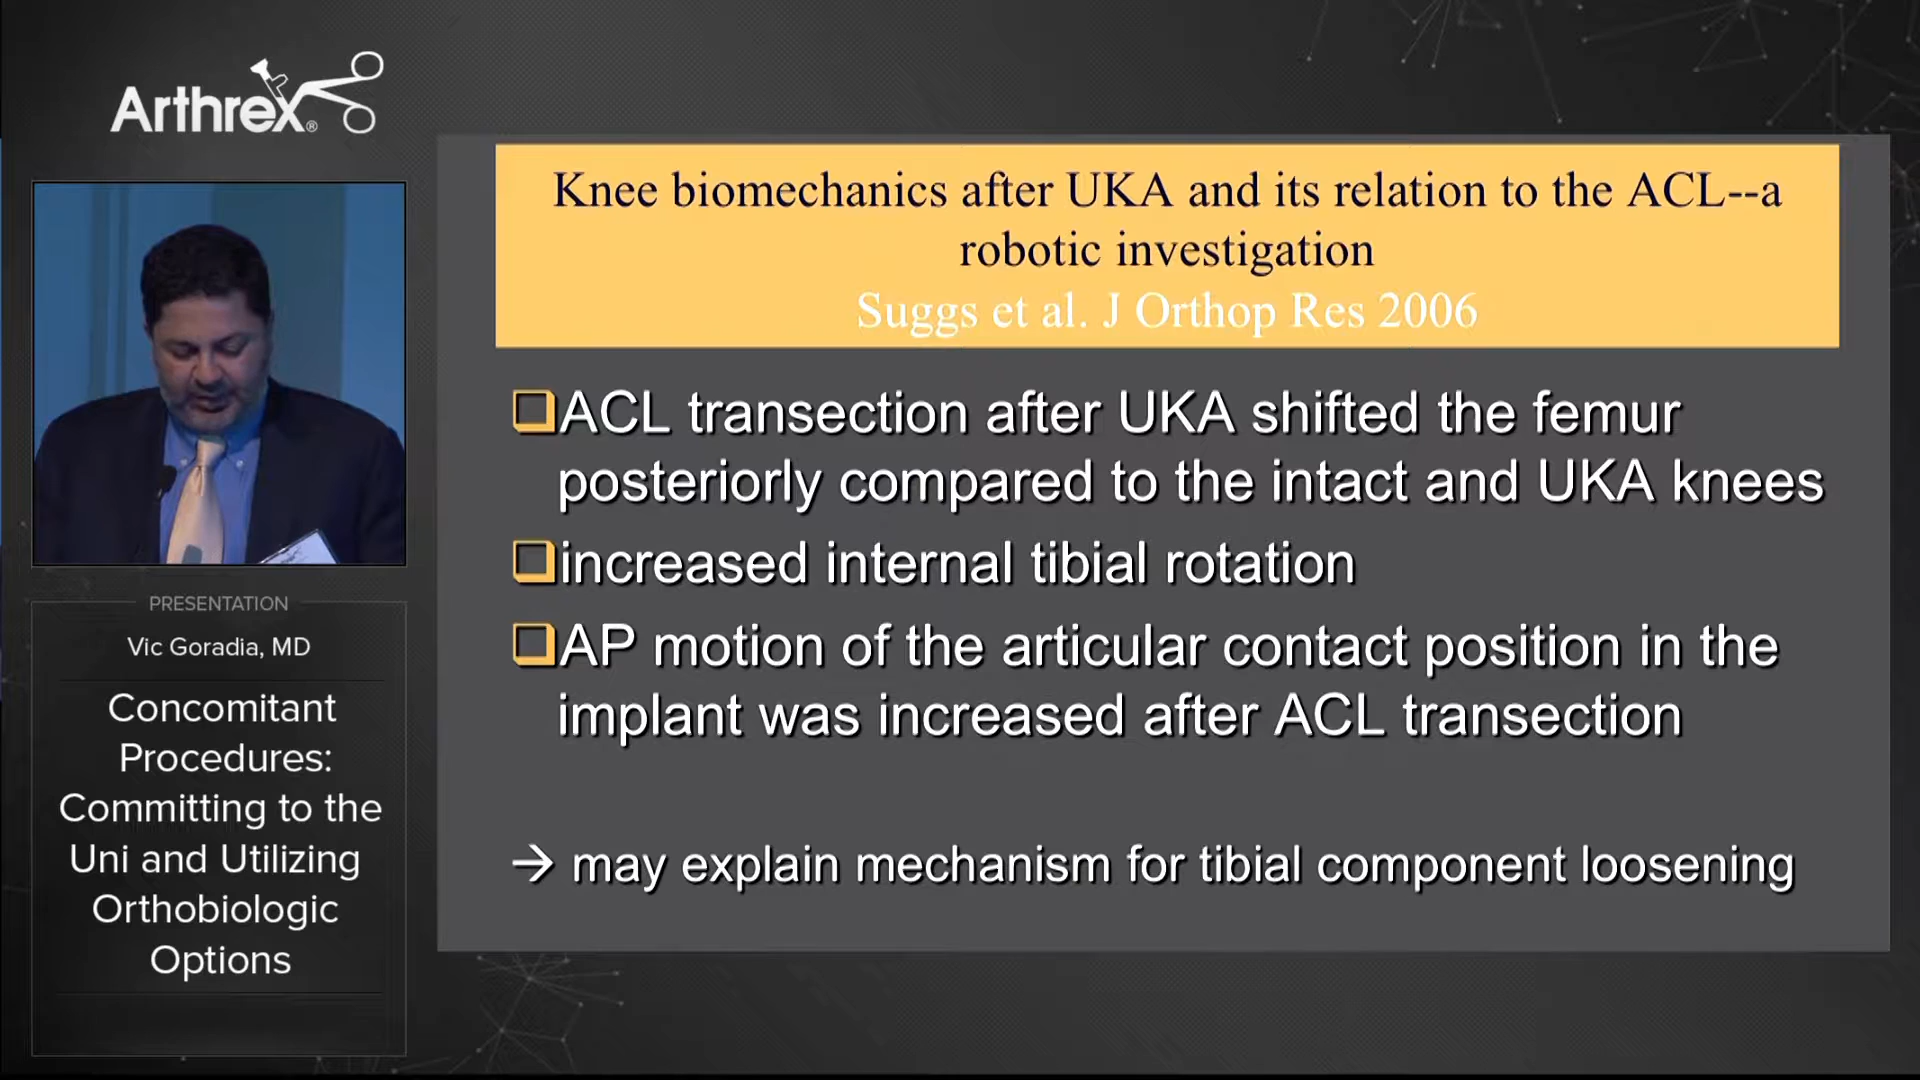 Arthrex®
PRESENTATION
Vic Goradia, MD
Concomitant
Procedures:
Committing to the
Uni and Utilizing
Orthobiologic
Options
Knee biomechanics after UKA and its relation to the ACL--a
robotic investigation
Suggs et al. J Orthop Res 2006
❑ACL transection after UKA shifted the femur
posteriorly compared to the intact and UKA knees
❑increased internal tibial rotation
❑AP motion of the articular contact position in the
implant was increased after ACL transection
→ may explain mechanism for tibial component loosening